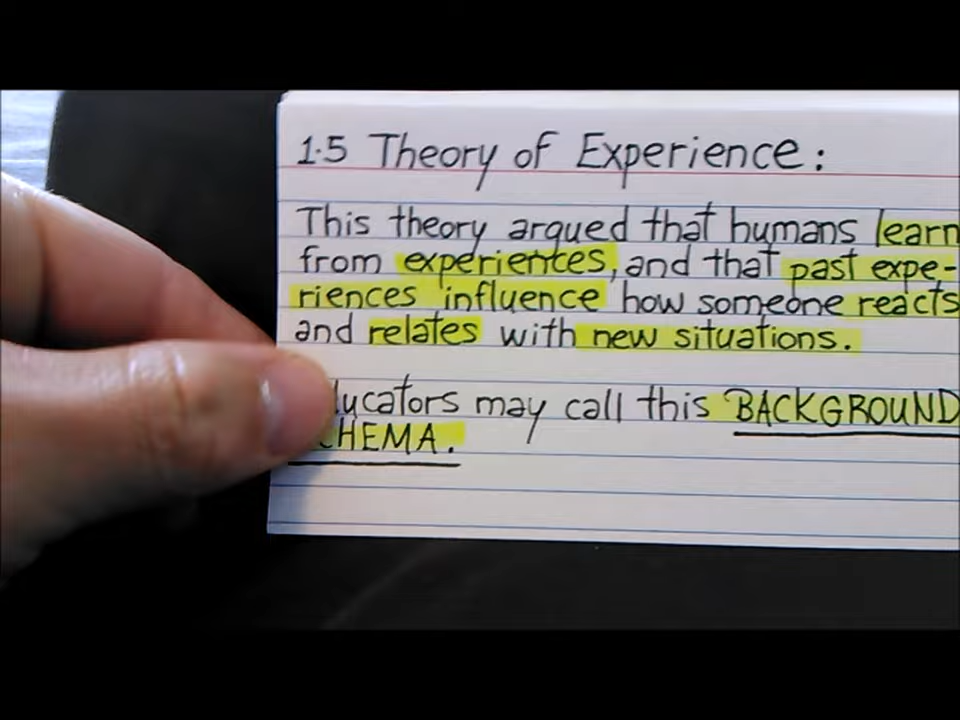 1.5 Theory of Experience:
This theory argued that humans learn
from experiences, and that past expe-
riences influence how someone reacts
and relates with new situations.
may call this BACKGROUND